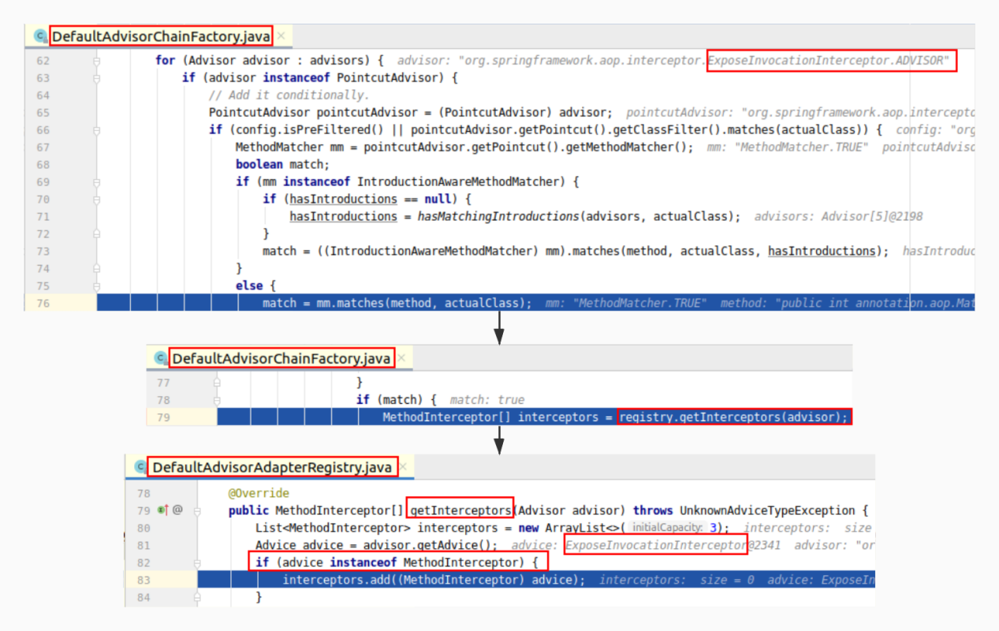 DefaultAdvisorChainFactory.java
62 for (Advisor advisor : advisors) { advisor: "org.springframework.aop.interceptor.ExposeInvocationInterceptor.ADVISOR"
63 if (advisor instanceof PointcutAdvisor) {
64 // Add it conditionally.
65 PointcutAdvisor pointcutAdvisor = (PointcutAdvisor) advisor; pointcutAdvisor: "org.springframework.aop.intercepto
66 if (config.isPreFiltered() || pointcutAdvisor.getPointcut().getClassFilter().matches(actualClass)) { config: "org
67 MethodMatcher mm = pointcutAdvisor.getPointcut().getMethodMatcher(); mm: "MethodMatcher.TRUE" pointcutAdviso
68 boolean match;
69 if (mm instanceof IntroductionAwareMethodMatcher) {
70 if (hasIntroductions == null) {
71 hasIntroductions = hasMatchingIntroductions(advisors, actualClass); advisors: Advisor[5]@2198
72 }
73 match = ((IntroductionAwareMethodMatcher) mm).matches(method, actualClass, hasIntroductions); hasIntroduc
74 }
75 else {
76 match = mm.matches(method, actualClass); mm: "MethodMatcher.TRUE" method: "public int annotation.aop.Mat
DefaultAdvisorChainFactory.java
77 }
78 if (match) { match: true
79 MethodInterceptor[] interceptors = registry.getInterceptors(advisor);
DefaultAdvisorAdapterRegistry.java
78 @Override
79 public MethodInterceptor[] getInterceptors(Advisor advisor) throws UnknownAdviceTypeException {
80 List<MethodInterceptor> interceptors = new ArrayList<>( initialCapacity: 3); interceptors: size
81 Advice advice = advisor.getAdvice(); advice: ExposeInvocationInterceptor@2341 advisor: "or
82 if (advice instanceof MethodInterceptor) {
83 interceptors.add((MethodInterceptor) advice); interceptors: size = 0 advice: ExposeIn
84 }